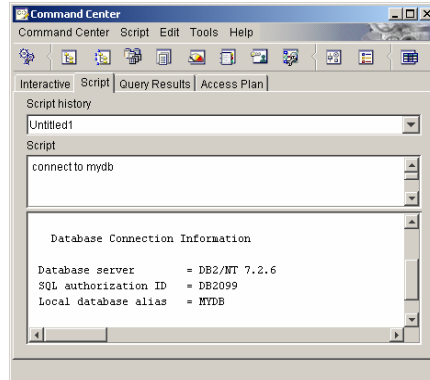 Command Center
Command Center Script Edit Tools Help
Interactive Script Query Results Access Plan
Script history
Untitled1
Script
connect to mydb
Database Connection Information
Database server = DB2/NT 7.2.6
SQL authorization ID = DB2099
Local database alias = MYDB